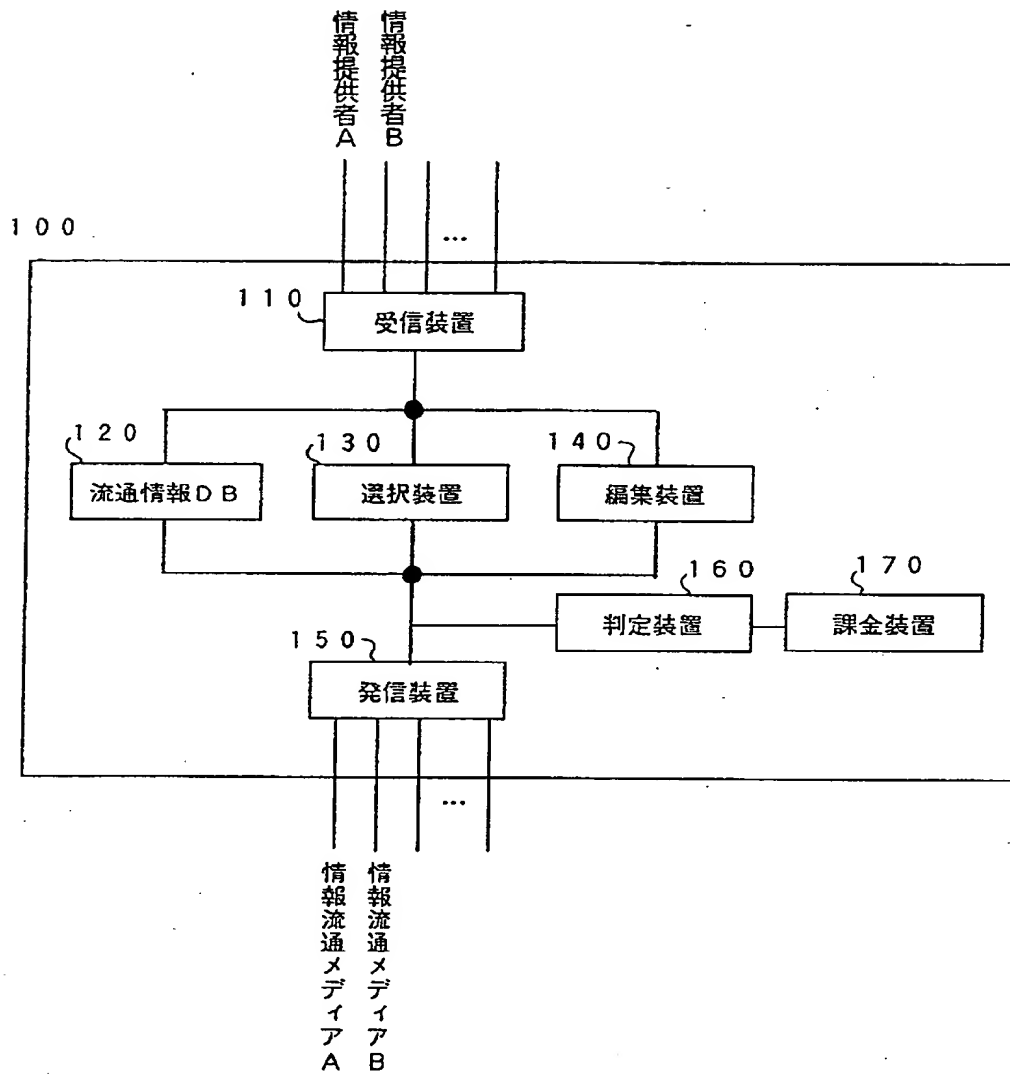 情報提供者A
情報提供者B
...
100
110
受信装置
120
130
140
流通情報DB
選択装置
編集装置
160
170
判定装置
課金装置
150
発信装置
...
情報流通メディアA
情報流通メディアB